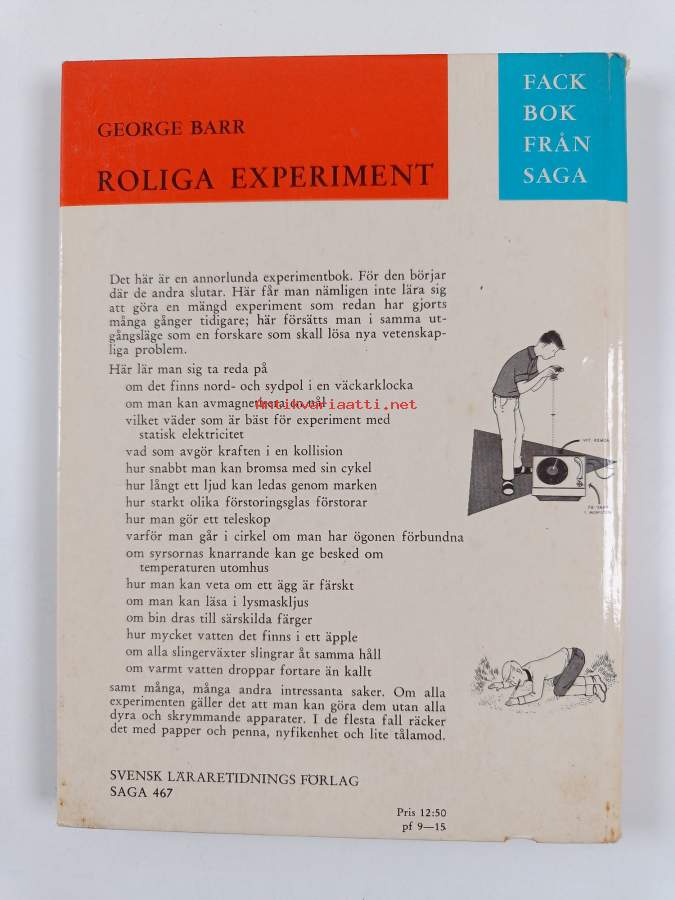 GEORGE BARR
ROLIGA EXPERIMENT
FACK
BOK
FRÅN
SAGA
Det här är en annorlunda experimentbok. För den börjar
där de andra slutar. Här får man nämligen inte lära sig
att göra en mängd experiment som redan har gjorts
många gånger tidigare; här försätts man i samma ut-
gångsläge som en forskare som skall lösa nya vetenskap-
liga problem.
Här lär man sig ta reda på
om det finns nord- och sydpol i en väckarklocka
om man kan avmagnetisera en nål
Antikvariaatti.net
vilket väder som är bäst för experiment med
statisk elektricitet
vad som avgör kraften i en kollision
hur snabbt man kan bromsa med sin cykel
hur långt ett ljud kan ledas genom marken
hur starkt olika förstoringsglas förstorar
hur man gör ett teleskop
varför man går i cirkel om man har ögonen förbundna
om syrsornas knarrande kan ge besked om
temperaturen utomhus
hur man kan veta om ett ägg är färskt
om man kan läsa i lysmaskljus
om bin dras till särskilda färger
hur mycket vatten det finns i ett äpple
om alla slingerväxter slingrar åt samma håll
om varmt vatten droppar fortare än kallt
samt många, många andra intressanta saker. Om alla
experimenten gäller det att man kan göra dem utan alla
dyra och skrymmande apparater. I de flesta fall räcker
det med papper och penna, nyfikenhet och lite tålamod.
SVENSK LÄRARETIDNINGS FÖRLAG
SAGA 467
Pris 12:50
pf 9—15